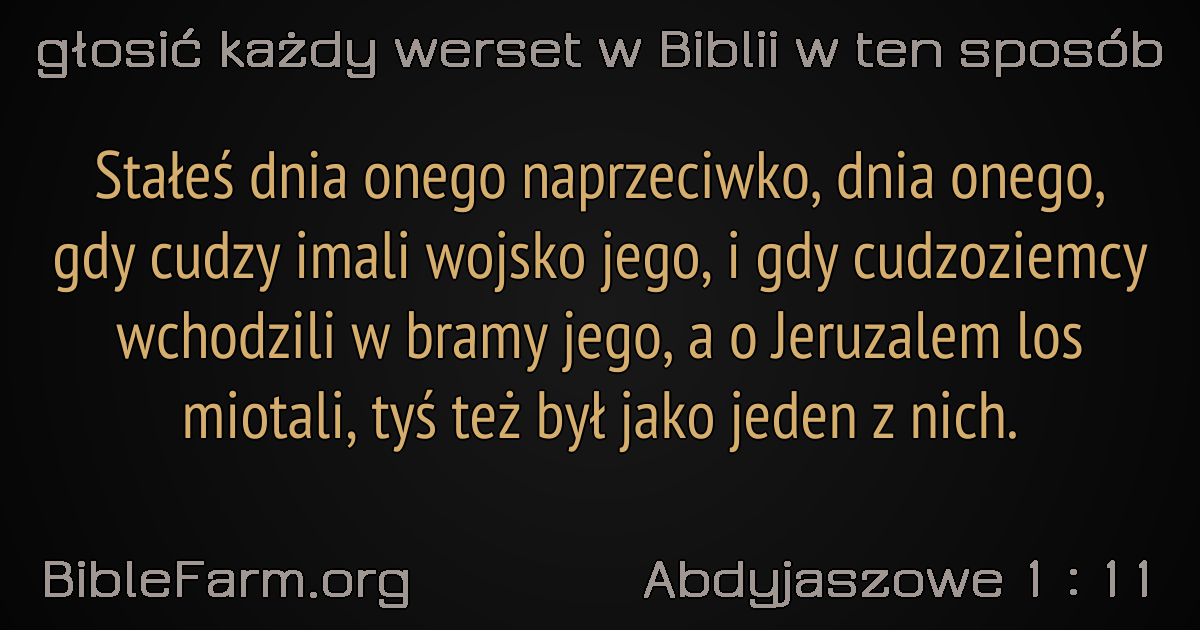 głosić każdy werset w Biblii w ten sposób
Stałeś dnia onego naprzeciwko, dnia onego,
gdy cudzy imali wojsko jego, i gdy cudzoziemcy
wchodzili w bramy jego, a o Jeruzalem los
miotali, tyś też był jako jeden z nich.
BibleFarm.org
Abdyjaszowe 1 : 11